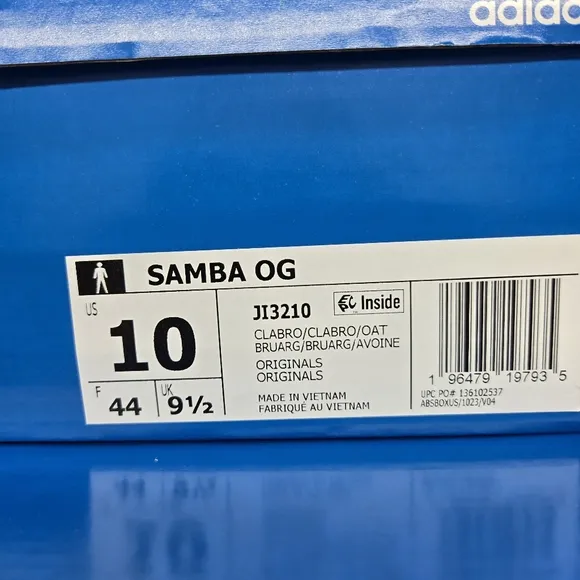 adidas
SAMBA OG
US
10
F
44
UK
9½
JI3210
Inside
CLABRO/CLABRO/OAT
BRUARG/BRUARG/AVOINE
ORIGINALS
ORIGINALS
MADE IN VIETNAM
FABRIQUÉ AU VIETNAM
1 96479 19793 5
UPC PO# 136102537
ABSBOXUS/1023/V04